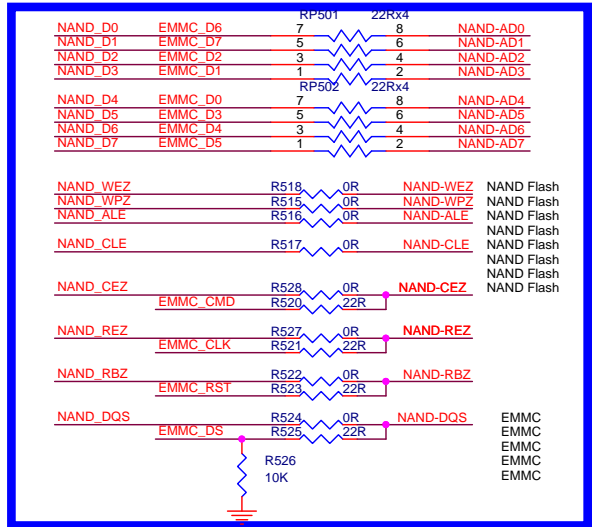 RP501 22Rx4
NAND_D0 EMMC_D6 7 8 NAND-AD0
NAND_D1 EMMC_D7 5 6 NAND-AD1
NAND_D2 EMMC_D2 3 4 NAND-AD2
NAND_D3 EMMC_D1 1 2 NAND-AD3
RP502 22Rx4
NAND_D4 EMMC_D0 7 8 NAND-AD4
NAND_D5 EMMC_D3 5 6 NAND-AD5
NAND_D6 EMMC_D4 3 4 NAND-AD6
NAND_D7 EMMC_D5 1 2 NAND-AD7
NAND_WEZ R518 0R NAND-WEZ NAND Flash
NAND_WPZ R515 0R NAND-WPZ NAND Flash
NAND_ALE R516 0R NAND-ALE NAND Flash
NAND Flash
NAND_CLE R517 0R NAND-CLE NAND Flash
NAND Flash
NAND Flash
NAND_CEZ R528 0R NAND-CEZ NAND Flash
EMMC_CMD R520 22R
NAND_REZ R527 0R NAND-REZ
EMMC_CLK R521 22R
NAND_RBZ R522 0R NAND-RBZ
EMMC_RST R523 22R
NAND_DQS R524 0R NAND-DQS EMMC
EMMC_DS R525 22R EMMC
EMMC
R526 EMMC
10K EMMC